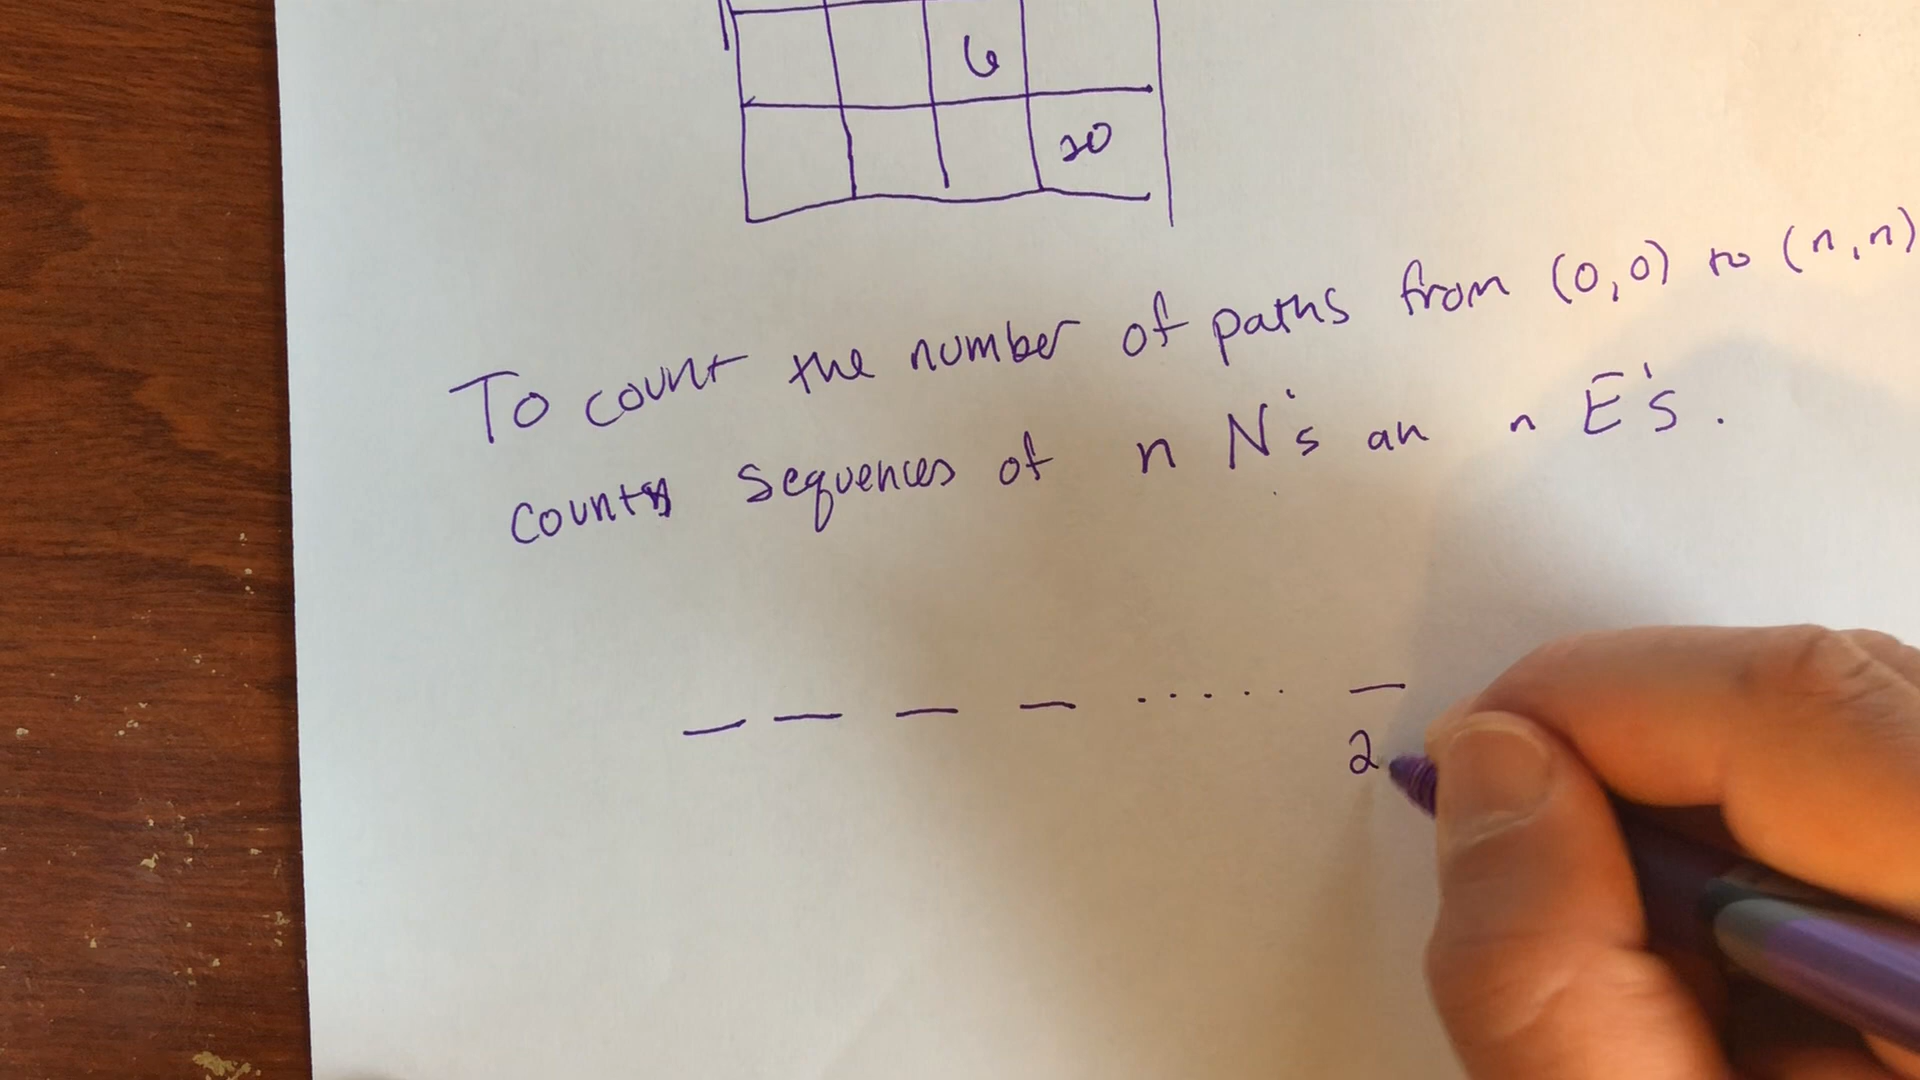 6
20
To count the number of paths from (0,0) to (n,n)
count sequences of n N's an n E's.
_ _ _ _ ..... _
2